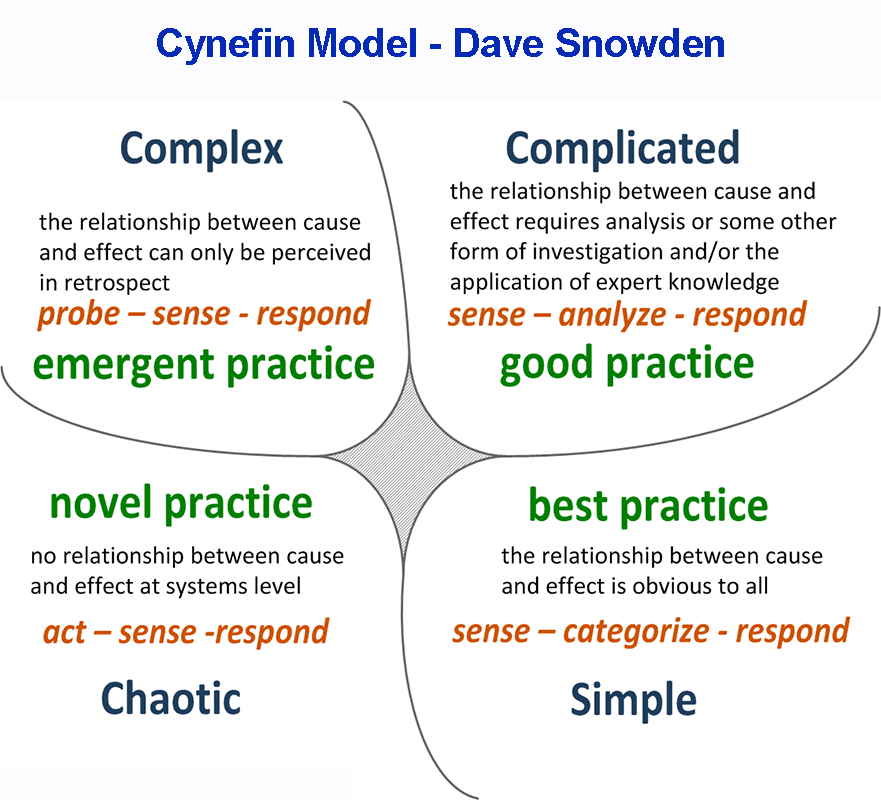 Cynefin Model - Dave Snowden
Complex
the relationship between cause
and effect can only be perceived
in retrospect
probe – sense - respond
emergent practice
Complicated
the relationship between cause and
effect requires analysis or some other
form of investigation and/or the
application of expert knowledge
sense – analyze - respond
good practice
novel practice
no relationship between cause
and effect at systems level
act – sense -respond
Chaotic
best practice
the relationship between cause
and effect is obvious to all
sense – categorize - respond
Simple